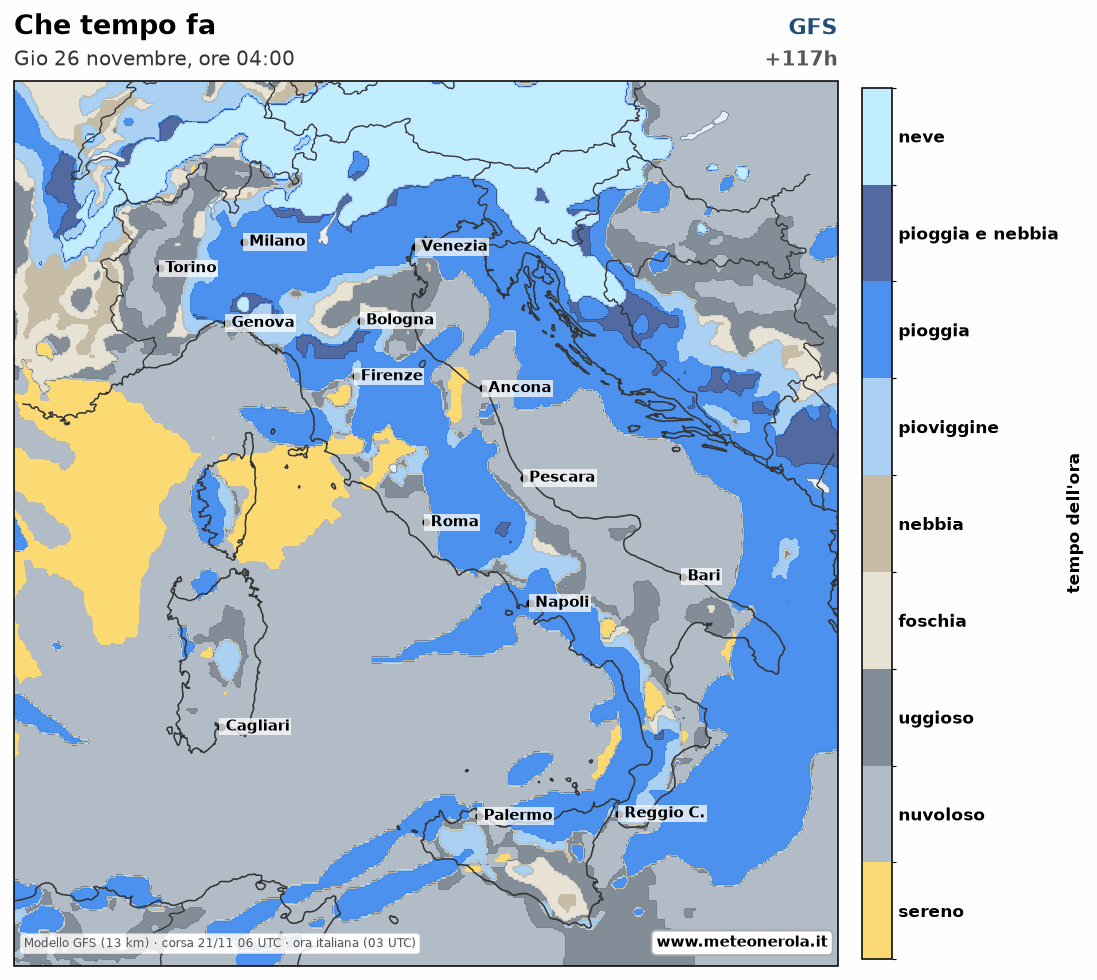 Che tempo fa
GFS
Gio 26 novembre, ore 04:00
+117h
neve
pioggia e nebbia
pioggia
pioviggine
nebbia
foschia
uggioso
nuvoloso
sereno
tempo dell'ora
Milano
Venezia
Torino
Genova
Bologna
Firenze
Ancona
Pescara
Roma
Bari
Napoli
Cagliari
Palermo
Reggio C.
Modello GFS (13 km) · corsa 21/11 06 UTC · ora italiana (03 UTC)
www.meteonerola.it